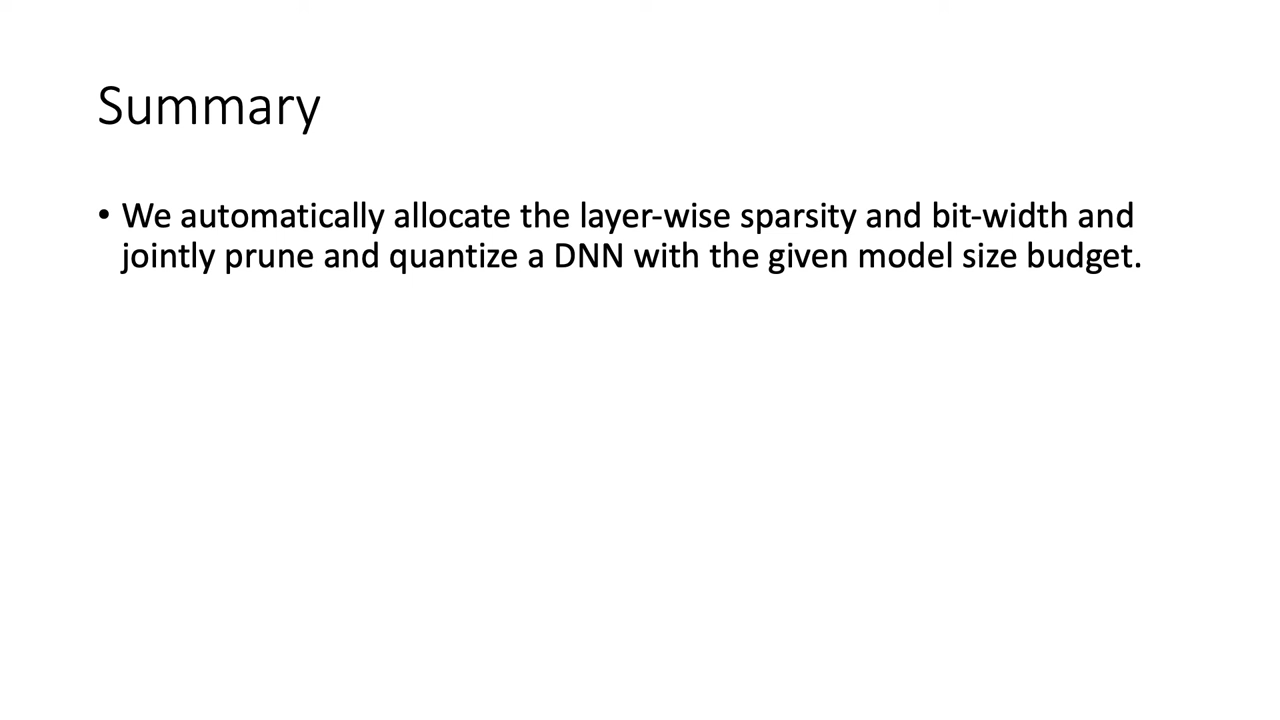 Summary
• We automatically allocate the layer-wise sparsity and bit-width and
jointly prune and quantize a DNN with the given model size budget.